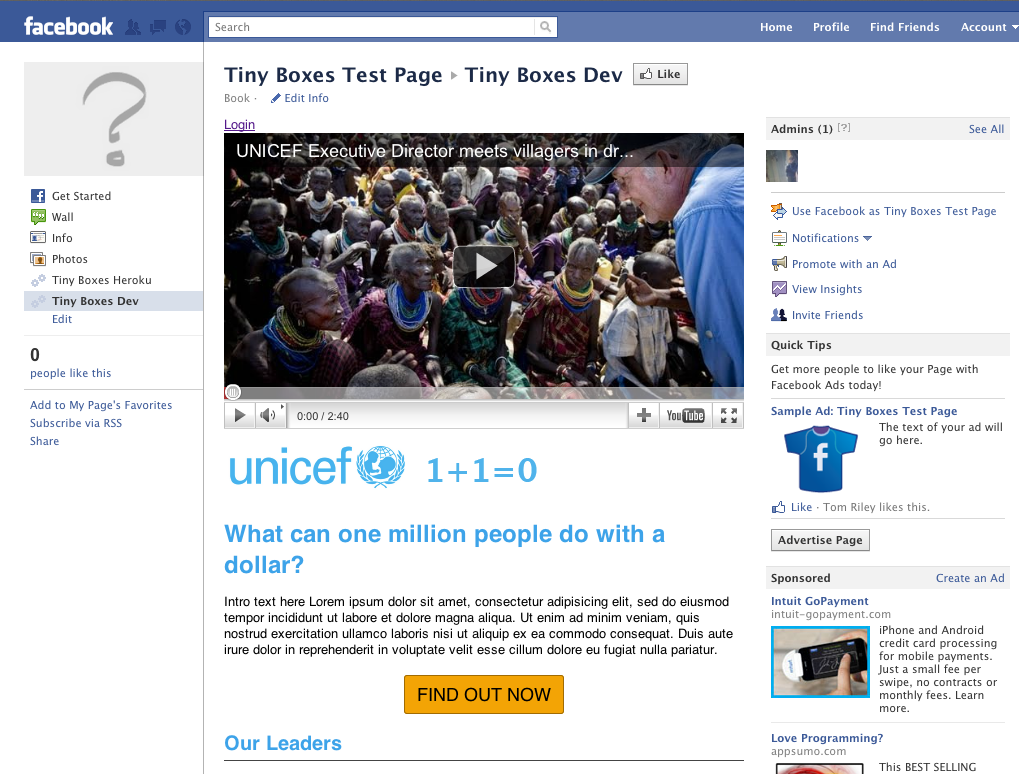 facebook
Search
Home Profile Find Friends Account
Tiny Boxes Test Page ▸ Tiny Boxes Dev Like
Book · Edit Info
Get Started
Wall
Info
Photos
Tiny Boxes Heroku
Tiny Boxes Dev
Edit
0
people like this
Add to My Page's Favorites
Subscribe via RSS
Share
Login
UNICEF Executive Director meets villagers in dr...
0:00 / 2:40
YouTube
unicef 1+1=0
What can one million people do with a
dollar?
Intro text here Lorem ipsum dolor sit amet, consectetur adipisicing elit, sed do eiusmod
tempor incididunt ut labore et dolore magna aliqua. Ut enim ad minim veniam, quis
nostrud exercitation ullamco laboris nisi ut aliquip ex ea commodo consequat. Duis aute
irure dolor in reprehenderit in voluptate velit esse cillum dolore eu fugiat nulla pariatur.
FIND OUT NOW
Our Leaders
Admins (1) [?] See All
Use Facebook as Tiny Boxes Test Page
Notifications
Promote with an Ad
View Insights
Invite Friends
Quick Tips
Get more people to like your Page with
Facebook Ads today!
Sample Ad: Tiny Boxes Test Page
The text of your ad will
go here.
f
Like · Tom Riley likes this.
Advertise Page
Sponsored Create an Ad
Intuit GoPayment
intuit-gopayment.com
iPhone and Android
credit card processing
for mobile payments.
Just a small fee per
swipe, no contracts or
monthly fees. Learn
more.
Love Programming?
appsumo.com
This BEST SELLING